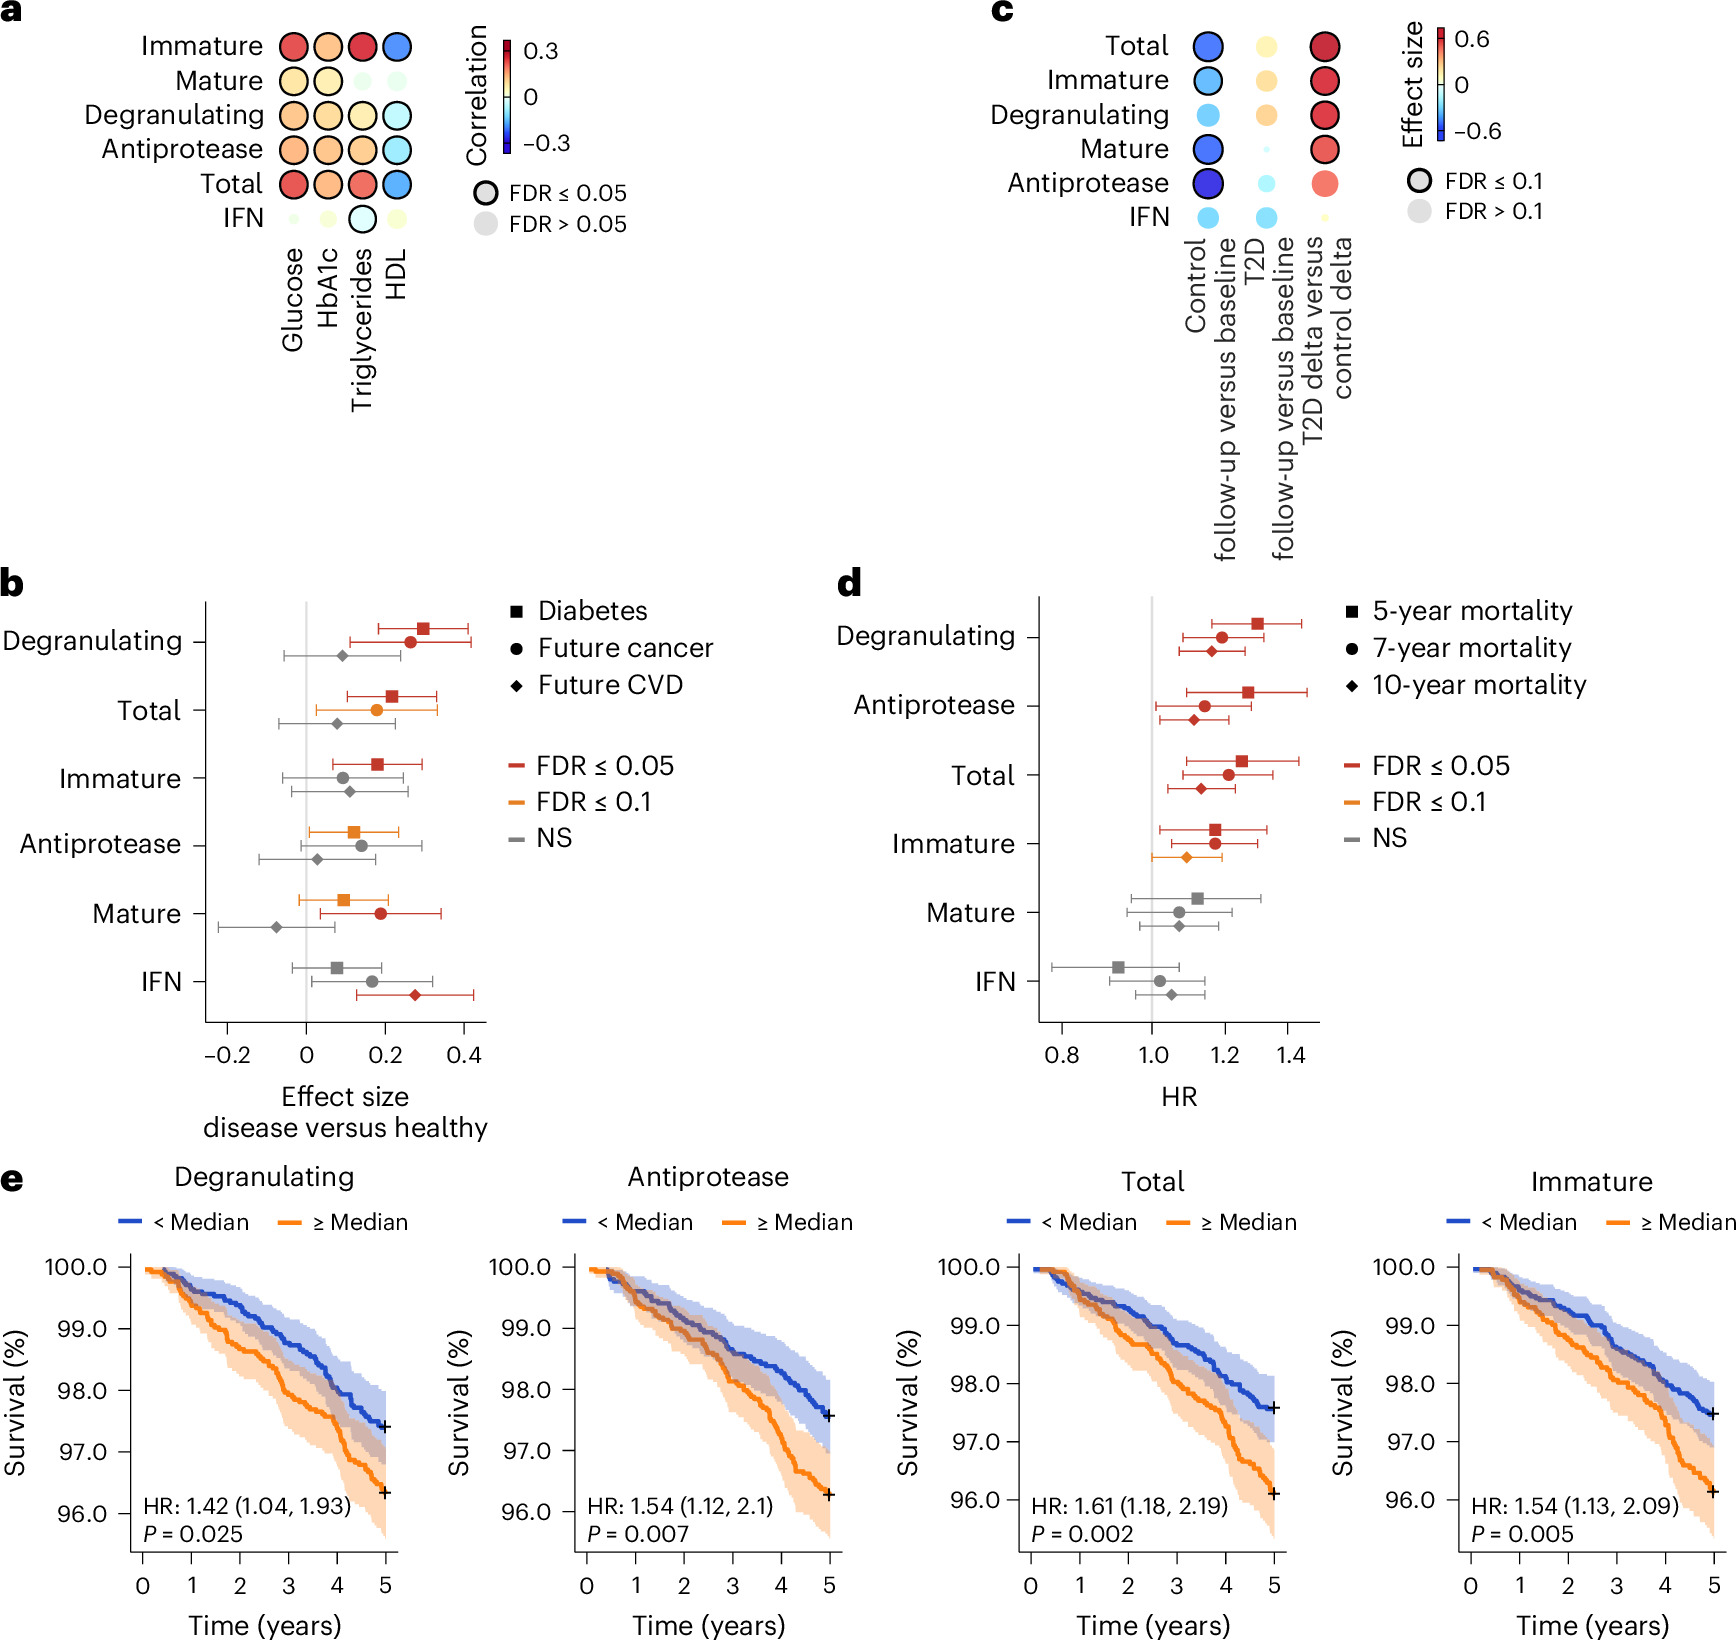 a
Immature
Mature
Degranulating
Antiprotease
Total
IFN
Glucose
HbA1c
Triglycerides
HDL
Correlation
0.3
0
−0.3
FDR ≤ 0.05
FDR > 0.05
c
Total
Immature
Degranulating
Mature
Antiprotease
IFN
Control
follow-up versus baseline
T2D
follow-up versus baseline
T2D delta versus
control delta
Effect size
0.6
0
−0.6
FDR ≤ 0.1
FDR > 0.1
b
Degranulating
Total
Immature
Antiprotease
Mature
IFN
−0.2
0
0.2
0.4
Effect size
disease versus healthy
Diabetes
Future cancer
Future CVD
FDR ≤ 0.05
FDR ≤ 0.1
NS
d
Degranulating
Antiprotease
Total
Immature
Mature
IFN
0.8
1.0
1.2
1.4
HR
5-year mortality
7-year mortality
10-year mortality
FDR ≤ 0.05
FDR ≤ 0.1
NS
e
Degranulating
< Median
≥ Median
Survival (%)
100.0
99.0
98.0
97.0
96.0
HR: 1.42 (1.04, 1.93)
P = 0.025
0 1 2 3 4 5
Time (years)
Antiprotease
< Median
≥ Median
Survival (%)
100.0
99.0
98.0
97.0
96.0
HR: 1.54 (1.12, 2.1)
P = 0.007
0 1 2 3 4 5
Time (years)
Total
< Median
≥ Median
Survival (%)
100.0
99.0
98.0
97.0
96.0
HR: 1.61 (1.18, 2.19)
P = 0.002
0 1 2 3 4 5
Time (years)
Immature
< Median
≥ Median
Survival (%)
100.0
99.0
98.0
97.0
96.0
HR: 1.54 (1.13, 2.09)
P = 0.005
0 1 2 3 4 5
Time (years)